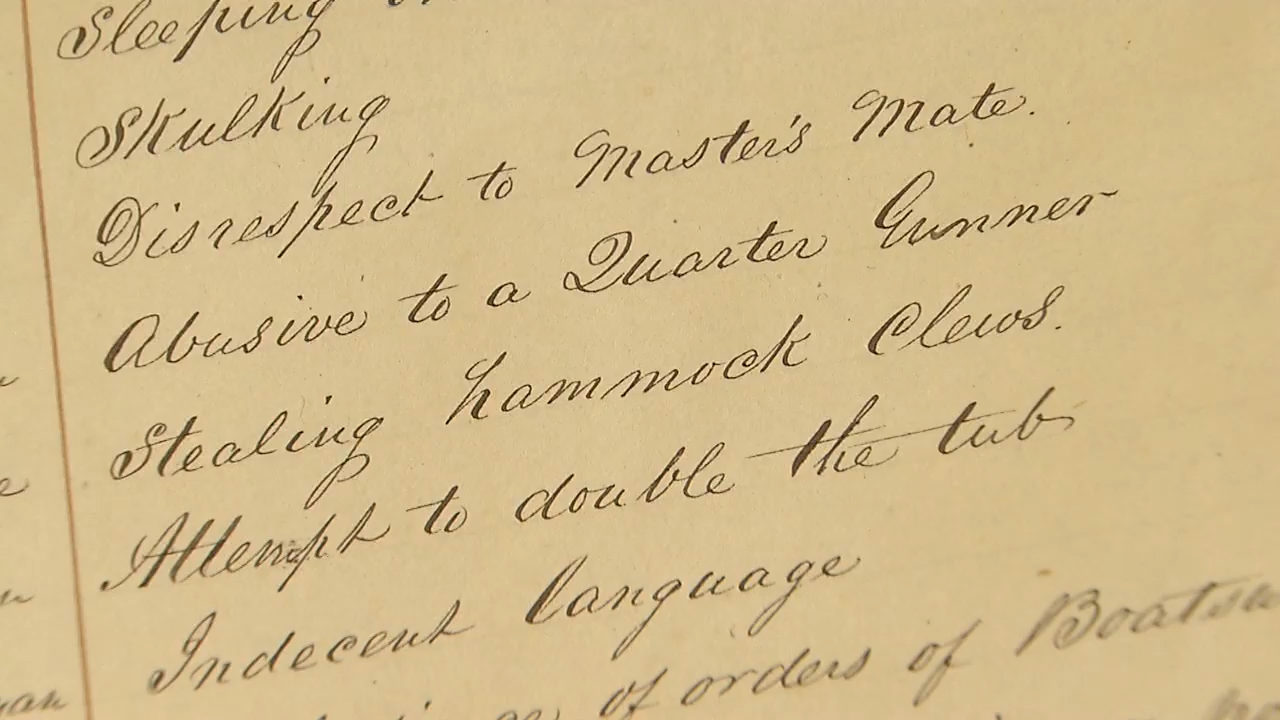 Sleeping
Skulking
Disrespect to Master's Mate.
Abusive to a Quarter Gunner
Stealing hammock Clews.
Attempt to double the tub
Indecent language
of orders of